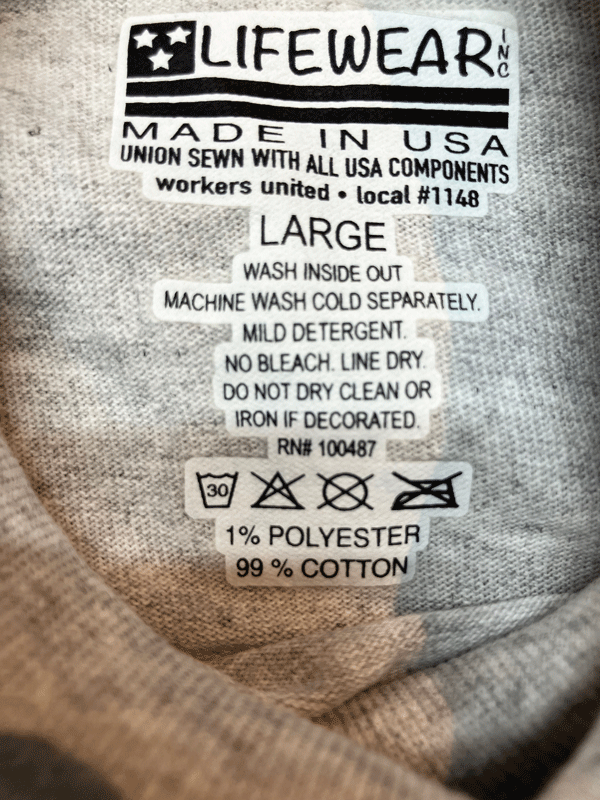 LIFEWEAR INC
MADE IN USA
UNION SEWN WITH ALL USA COMPONENTS
workers united • local #1148
LARGE
WASH INSIDE OUT
MACHINE WASH COLD SEPARATELY.
MILD DETERGENT.
NO BLEACH. LINE DRY.
DO NOT DRY CLEAN OR
IRON IF DECORATED.
RN# 100487
30
1% POLYESTER
99 % COTTON